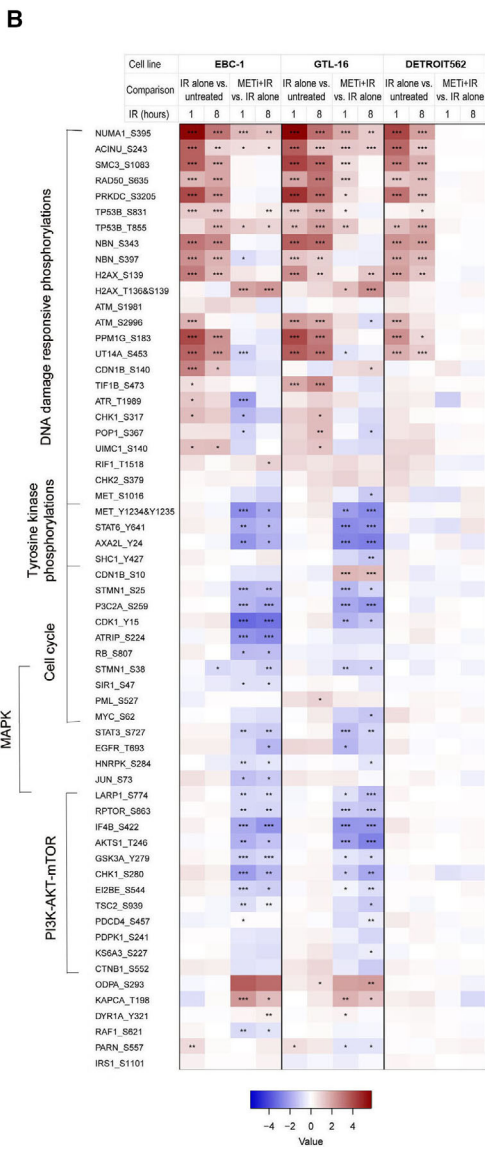 B
Cell line EBC-1 GTL-16 DETROIT562
Comparison IR alone vs. untreated METi+IR vs. IR alone IR alone vs. untreated METi+IR vs. IR alone IR alone vs. untreated METi+IR vs. IR alone
IR (hours) 1 8 1 8 1 8 1 8 1 8 1 8
DNA damage responsive phosphorylations
NUMA1_S395 *** *** *** ** *** *** *** ** *** ***
ACINU_S243 *** ** * * *** *** *** *** *** ***
SMC3_S1083 *** *** *** *** *** *** ***
RAD50_S635 *** *** *** *** *** *** ***
PRKDC_S3205 *** *** *** *** * *** ***
TP53B_S831 *** *** ** *** *** * *
TP53B_T855 *** * * ** *** ** ** ***
NBN_S343 *** *** *** *** *** ***
NBN_S397 *** *** * ** ** *** ***
H2AX_S139 *** *** *** ** ** *** **
H2AX_T136&S139 *** *** * ***
ATM_S1981
ATM_S2996 *** *** *** * ***
PPM1G_S183 *** *** *** *** *** *
UT14A_S453 *** *** *** *** *** * *** ***
CDN1B_S140 *** * *
TIF1B_S473 * *** ***
ATR_T1989 * ***
CHK1_S317 * * *
POP1_S367 * ** *
UIMC1_S140 * * *
RIF1_T1518 *
CHK2_S379
MET_S1016 *
Tyrosine kinase phosphorylations
MET_Y1234&Y1235 *** * ** ***
STAT6_Y641 ** * *** ***
AXA2L_Y24 ** * *** ***
SHC1_Y427 **
Cell cycle
CDN1B_S10 *** ***
STMN1_S25 *** ** *** *
P3C2A_S259 *** *** *** ***
CDK1_Y15 *** *** ** *
ATRIP_S224 *** ***
RB_S807 * *
MAPK
STMN1_S38 * ** ** *
SIR1_S47 * *
PML_S527 *
MYC_S62 *
STAT3_S727 ** ** *** **
EGFR_T693 * *
HNRPK_S284 ** * *
JUN_S73 * *
PI3K-AKT-mTOR
LARP1_S774 ** ** * ***
RPTOR_S863 ** ** *** ***
IF4B_S422 *** *** *** ***
AKTS1_T246 ** * *** ***
GSK3A_Y279 *** *** * *
CHK1_S280 *** ** * **
EI2BE_S544 *** * * **
TSC2_S939 ** ** *
PDCD4_S457 * **
PDPK1_S241
KS6A3_S227 *
CTNB1_S552
ODPA_S293 * **
KAPCA_T198 *** * ** *
DYR1A_Y321 ** *
RAF1_S621 ** *
PARN_S557 ** * * *
IRS1_S1101
−4 −2 0 2 4
Value